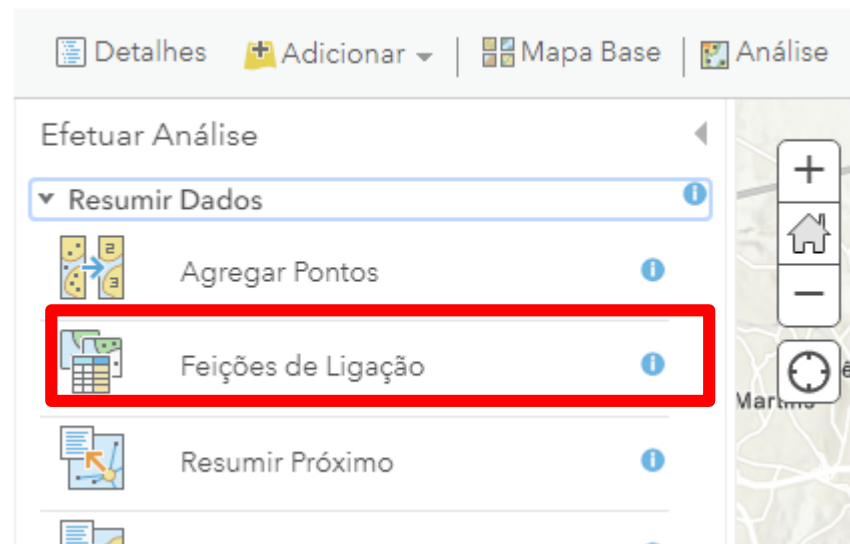 Detalhes Adicionar Mapa Base Análise
Efetuar Análise
Resumir Dados
Agregar Pontos
Feições de Ligação
Resumir Próximo